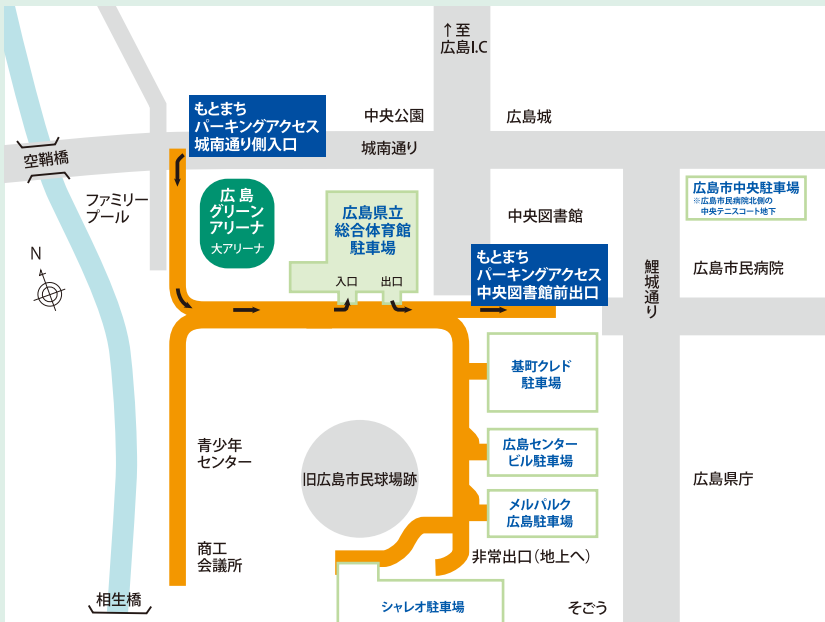 ↑至
広島I.C
もとまち
パーキングアクセス
城南通り側入口
中央公園
広島城
城南通り
空鞘橋
ファミリー
プール
広島
グリーン
アリーナ
大アリーナ
広島県立
総合体育館
駐車場
中央図書館
広島市中央駐車場
※広島市民病院北側の
中央テニスコート地下
N
入口
出口
もとまち
パーキングアクセス
中央図書館前出口
鯉城通り
広島市民病院
基町クレド
駐車場
青少年
センター
旧広島市民球場跡
広島センター
ビル駐車場
広島県庁
メルパルク
広島駐車場
商工
会議所
非常出口(地上へ)
相生橋
シャレオ駐車場
そごう